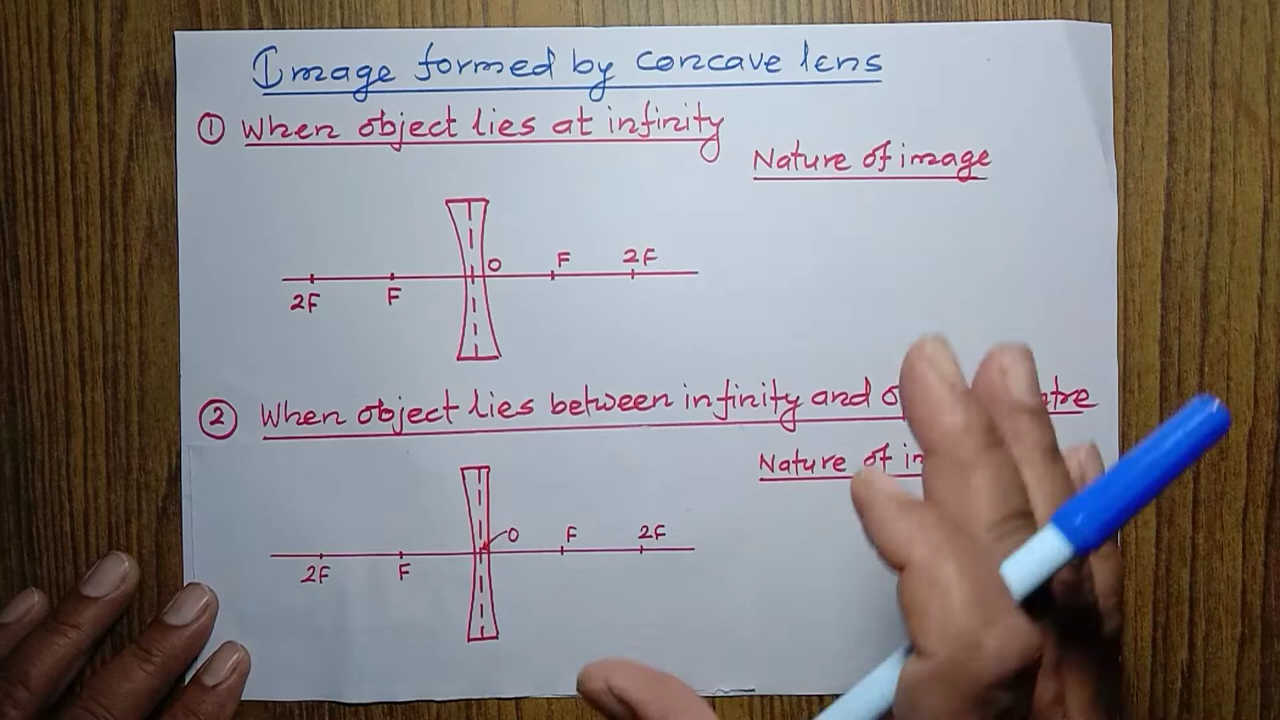 Image formed by concave lens
① When object lies at infinity
Nature of image
O F 2F
2F F
② When object lies between infinity and
Nature of
O F 2F
2F F